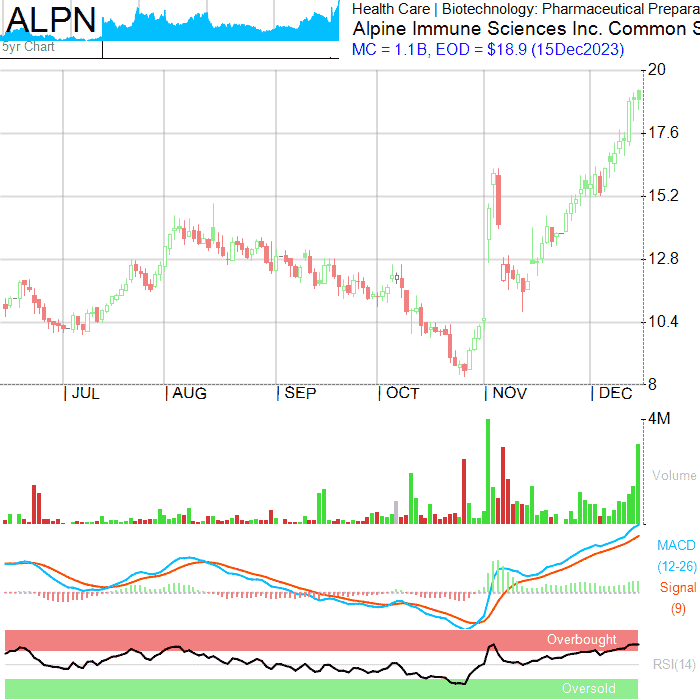 ALPN
5yr Chart
Health Care | Biotechnology: Pharmaceutical Prepara
Alpine Immune Sciences Inc. Common S
MC = 1.1B, EOD = $18.9 (15Dec2023)
20
17.6
15.2
12.8
10.4
8
| JUL | AUG | SEP | OCT | NOV | DEC
4M
Volume
MACD
(12-26)
Signal
(9)
Overbought
RSI(14)
Oversold